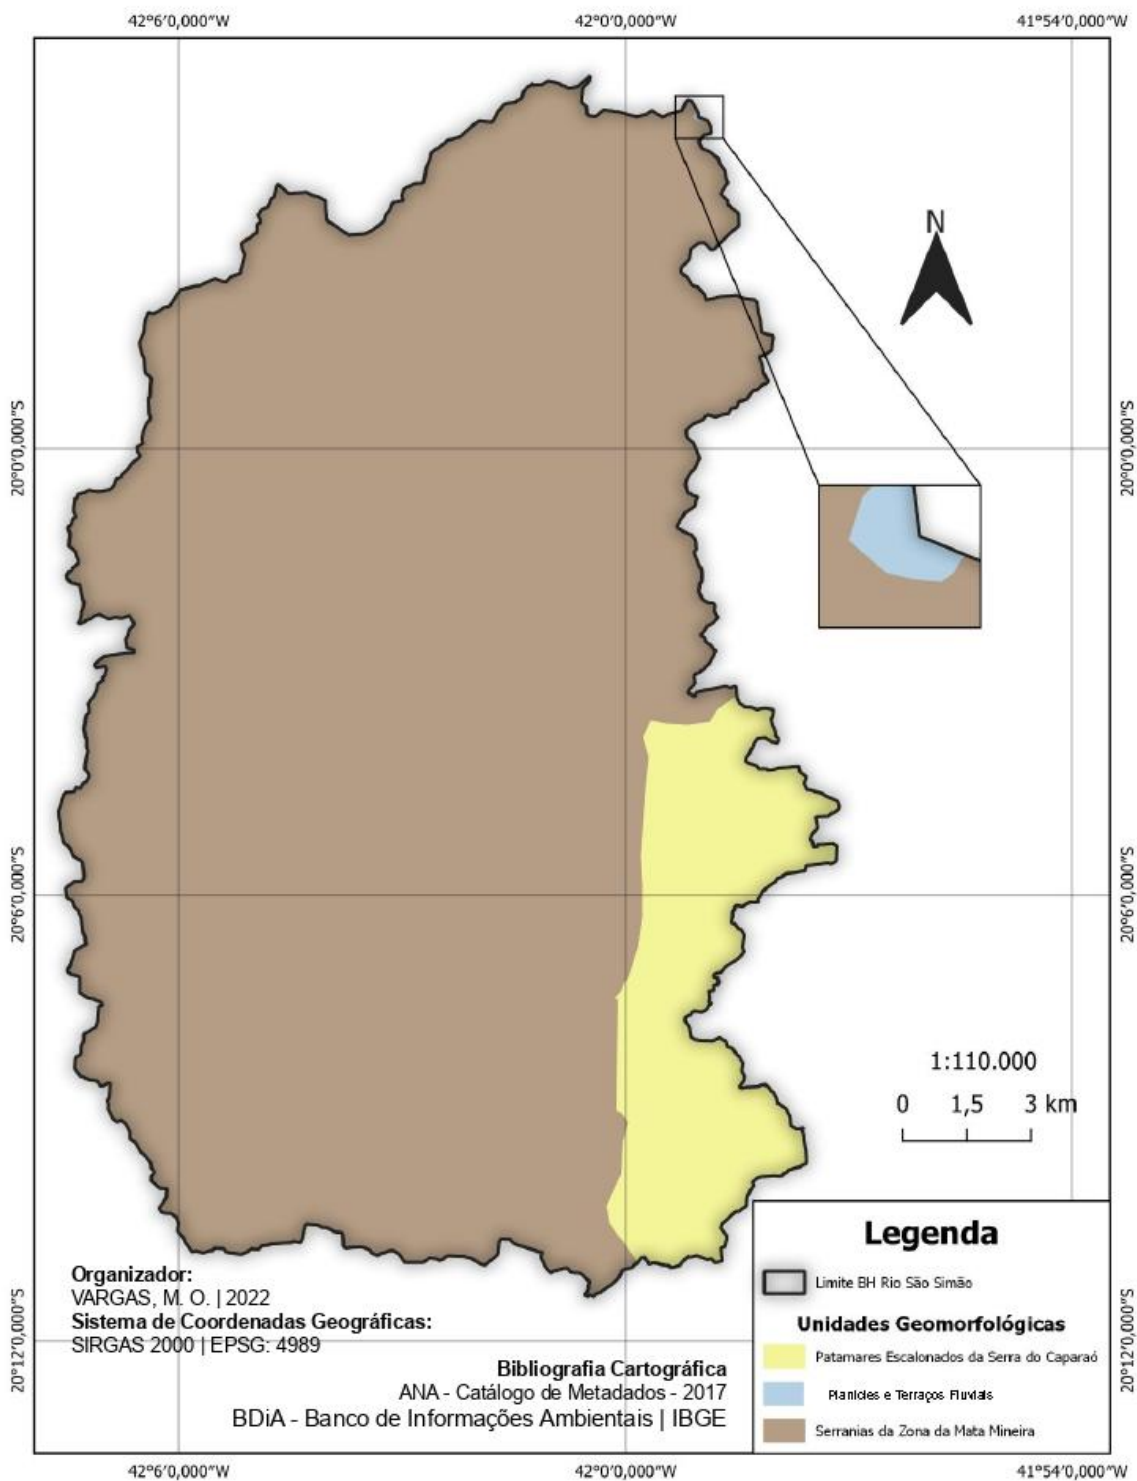 42°6'0,000"W 42°0'0,000"W 41°54'0,000"W
N
20°0'0,000"S 20°0'0,000"S
20°6'0,000"S 20°6'0,000"S
1:110.000
0 1,5 3 km
Legenda
Limite BH Rio São Simão
Unidades Geomorfológicas
Patamares Escalonados da Serra do Caparaó
Planícies e Terraços Fluviais
Serranias da Zona da Mata Mineira
Organizador:
VARGAS, M. O. | 2022
Sistema de Coordenadas Geográficas:
SIRGAS 2000 | EPSG: 4989
Bibliografia Cartográfica
ANA - Catálogo de Metadados - 2017
BDiA - Banco de Informações Ambientais | IBGE
20°12'0,000"S 20°12'0,000"S
42°6'0,000"W 42°0'0,000"W 41°54'0,000"W